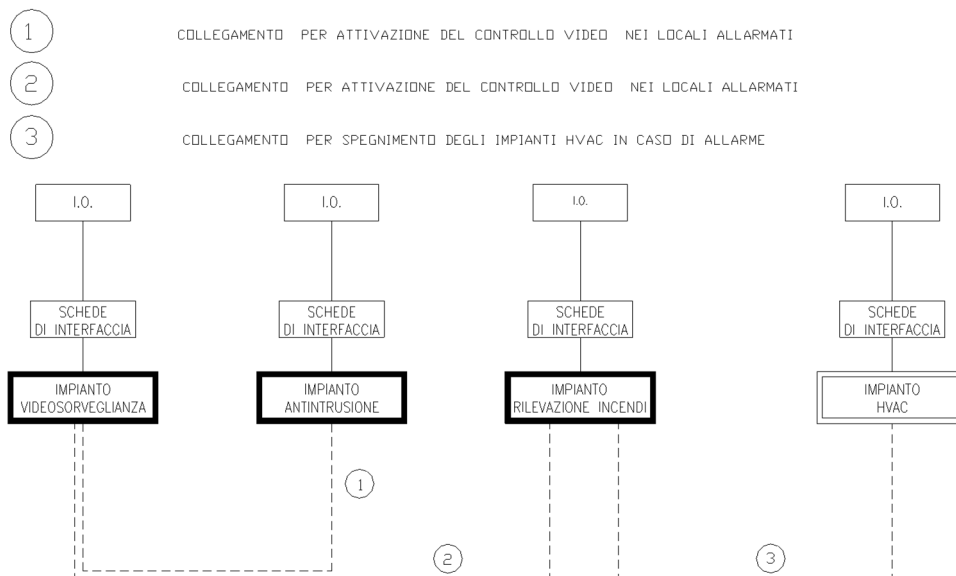 1 COLLEGAMENTO PER ATTIVAZIONE DEL CONTROLLO VIDEO NEI LOCALI ALLARMATI
2 COLLEGAMENTO PER ATTIVAZIONE DEL CONTROLLO VIDEO NEI LOCALI ALLARMATI
3 COLLEGAMENTO PER SPEGNIMENTO DEGLI IMPIANTI HVAC IN CASO DI ALLARME
I.O.
I.O.
I.O.
I.O.
SCHEDE
DI INTERFACCIA
SCHEDE
DI INTERFACCIA
SCHEDE
DI INTERFACCIA
SCHEDE
DI INTERFACCIA
IMPIANTO
VIDEOSORVEGLIANZA
IMPIANTO
ANTINTRUSIONE
IMPIANTO
RILEVAZIONE INCENDI
IMPIANTO
HVAC
1
2
3